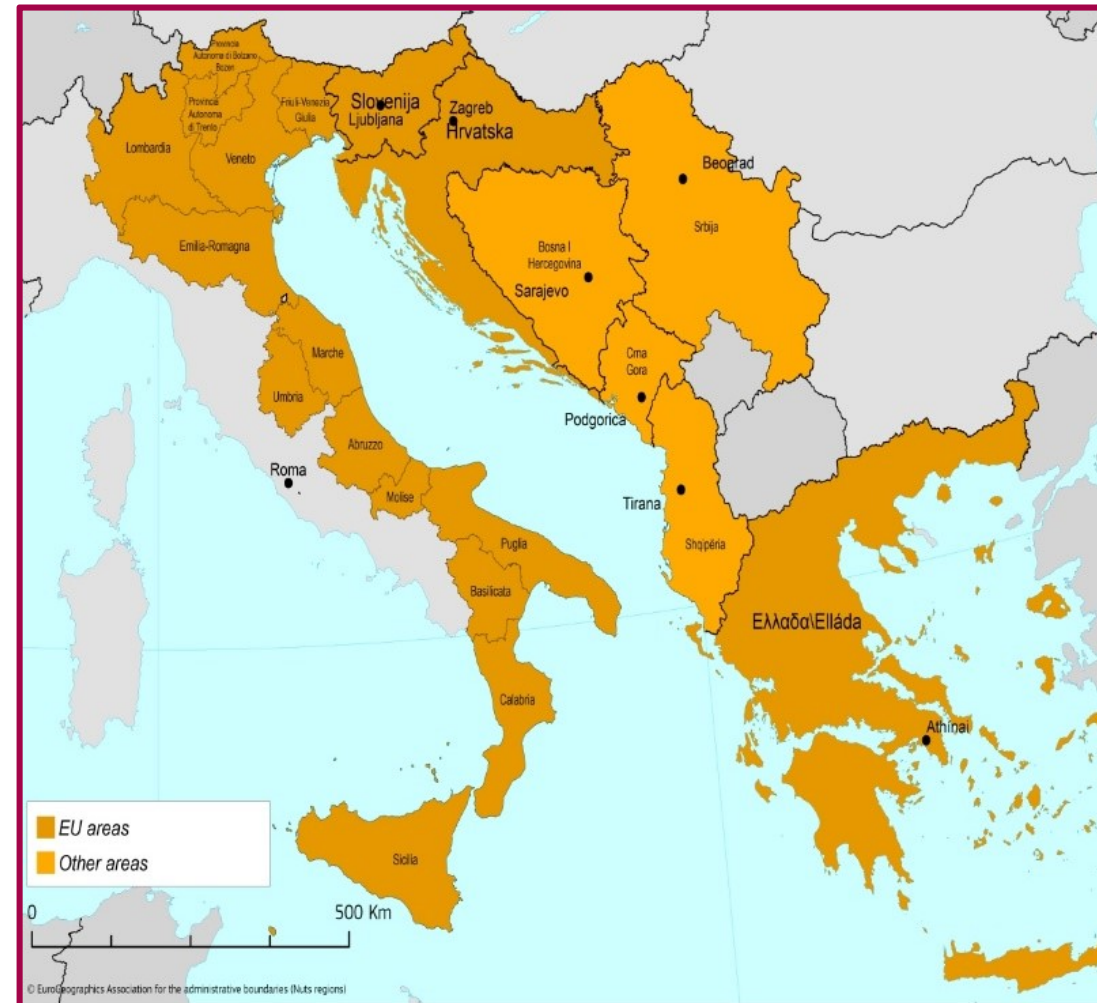 Provincia
Autonoma di Bolzano
Bozen
Provincia
Autonoma
di Trento
Friuli-Venezia
Giulia
Slovenija
Ljubljana
Zagreb
Hrvatska
Lombardia
Veneto
Beograd
Srbija
Emilia-Romagna
Bosna I
Hercegovina
Sarajevo
Marche
Crna
Gora
Umbria
Podgorica
Abruzzo
Roma
Molise
Tirana
Puglia
Shqipëria
Basilicata
Ελλαδα\Elláda
Calabria
Athínai
EU areas
Other areas
Sicilia
0 500 Km
© EuroGeographics Association for the administrative boundaries (Nuts regions)